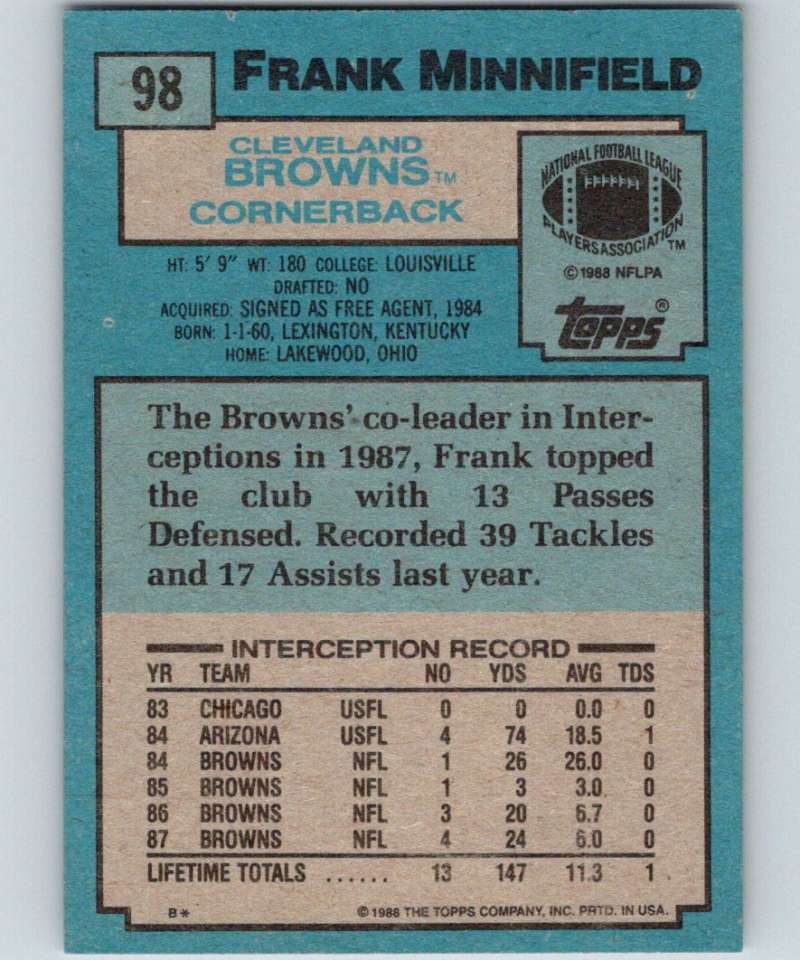 98
FRANK MINNIFIELD
CLEVELAND
BROWNS™
CORNERBACK
NATIONAL FOOTBALL LEAGUE
PLAYERS ASSOCIATION™
©1988 NFLPA
topps®
HT: 5' 9" WT: 180 COLLEGE: LOUISVILLE
DRAFTED: NO
ACQUIRED: SIGNED AS FREE AGENT, 1984
BORN: 1-1-60, LEXINGTON, KENTUCKY
HOME: LAKEWOOD, OHIO
The Browns' co-leader in Inter-
ceptions in 1987, Frank topped
the club with 13 Passes
Defensed. Recorded 39 Tackles
and 17 Assists last year.
INTERCEPTION RECORD
YR TEAM NO YDS AVG TDS
83 CHICAGO USFL 0 0 0.0 0
84 ARIZONA USFL 4 74 18.5 1
84 BROWNS NFL 1 26 26.0 0
85 BROWNS NFL 1 3 3.0 0
86 BROWNS NFL 3 20 6.7 0
87 BROWNS NFL 4 24 6.0 0
LIFETIME TOTALS ...... 13 147 11.3 1
B* ©1988 THE TOPPS COMPANY, INC. PRTD. IN USA.